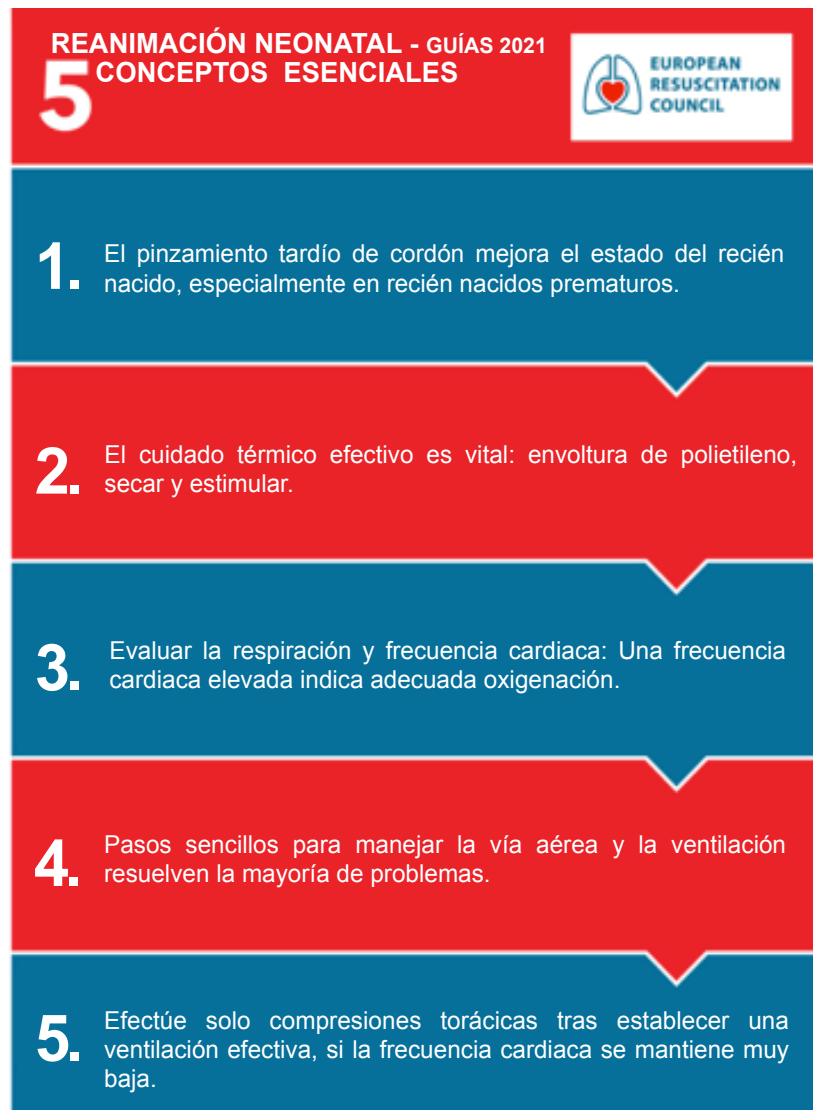 REANIMACIÓN NEONATAL - GUÍAS 2021
5 CONCEPTOS ESENCIALES
EUROPEAN
RESUSCITATION
COUNCIL
1. El pinzamiento tardío de cordón mejora el estado del recién
nacido, especialmente en recién nacidos prematuros.
2. El cuidado térmico efectivo es vital: envoltura de polietileno,
secar y estimular.
3. Evaluar la respiración y frecuencia cardiaca: Una frecuencia
cardiaca elevada indica adecuada oxigenación.
4. Pasos sencillos para manejar la vía aérea y la ventilación
resuelven la mayoría de problemas.
5. Efectúe solo compresiones torácicas tras establecer una
ventilación efectiva, si la frecuencia cardiaca se mantiene muy
baja.